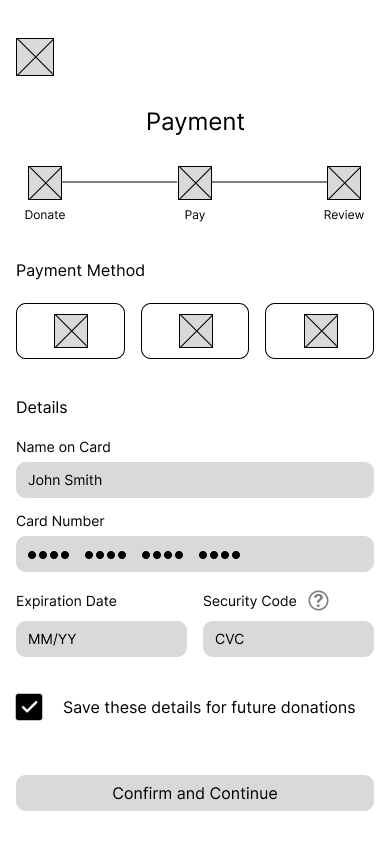 Payment
Donate Pay Review
Payment Method
Details
Name on Card
John Smith
Card Number
●●●● ●●●● ●●●● ●●●●
Expiration Date Security Code ?
MM/YY CVC
Save these details for future donations
Confirm and Continue